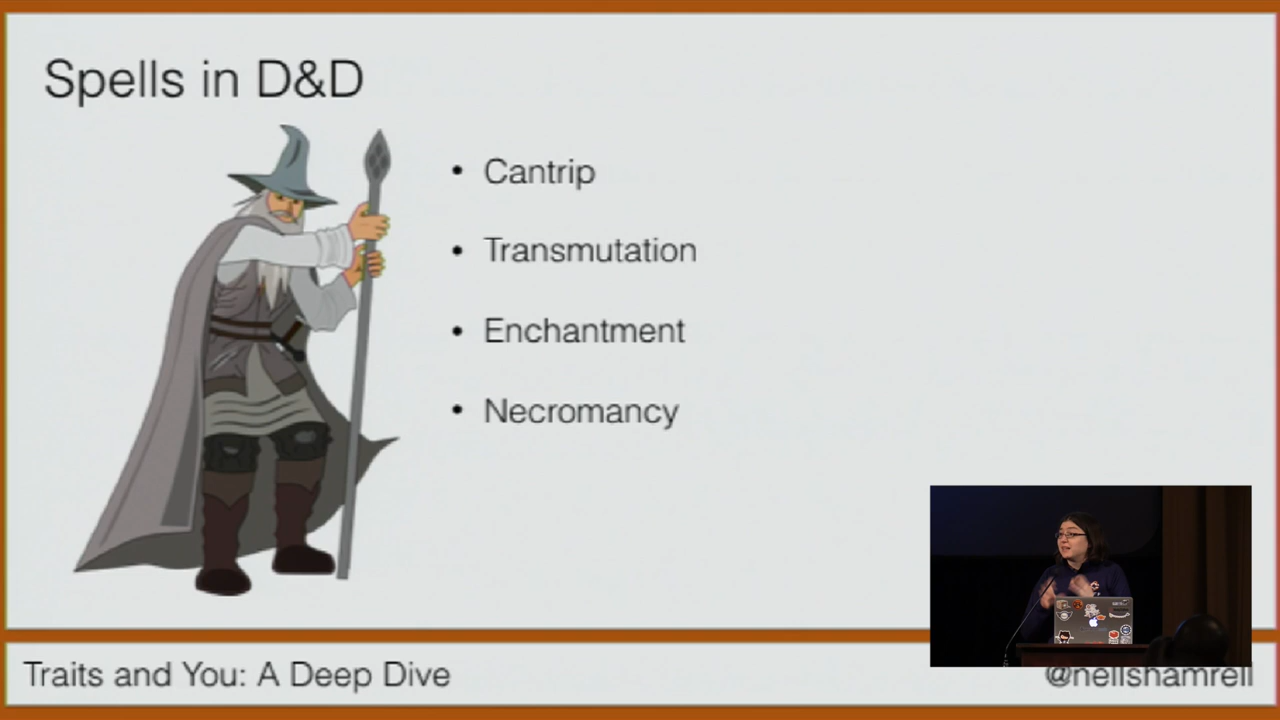 Spells in D&D
• Cantrip
• Transmutation
• Enchantment
• Necromancy
Traits and You: A Deep Dive
@nellshamrell